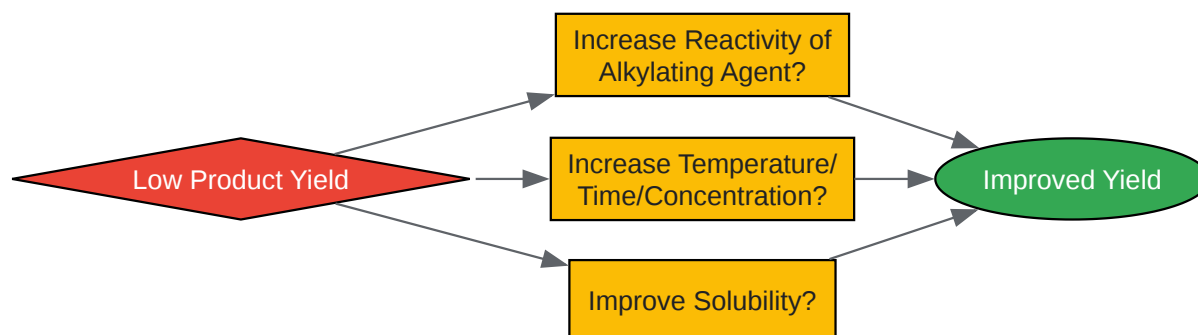 Increase Reactivity of
Alkylating Agent?
Low Product Yield
Increase Temperature/
Time/Concentration?
Improved Yield
Improve Solubility?